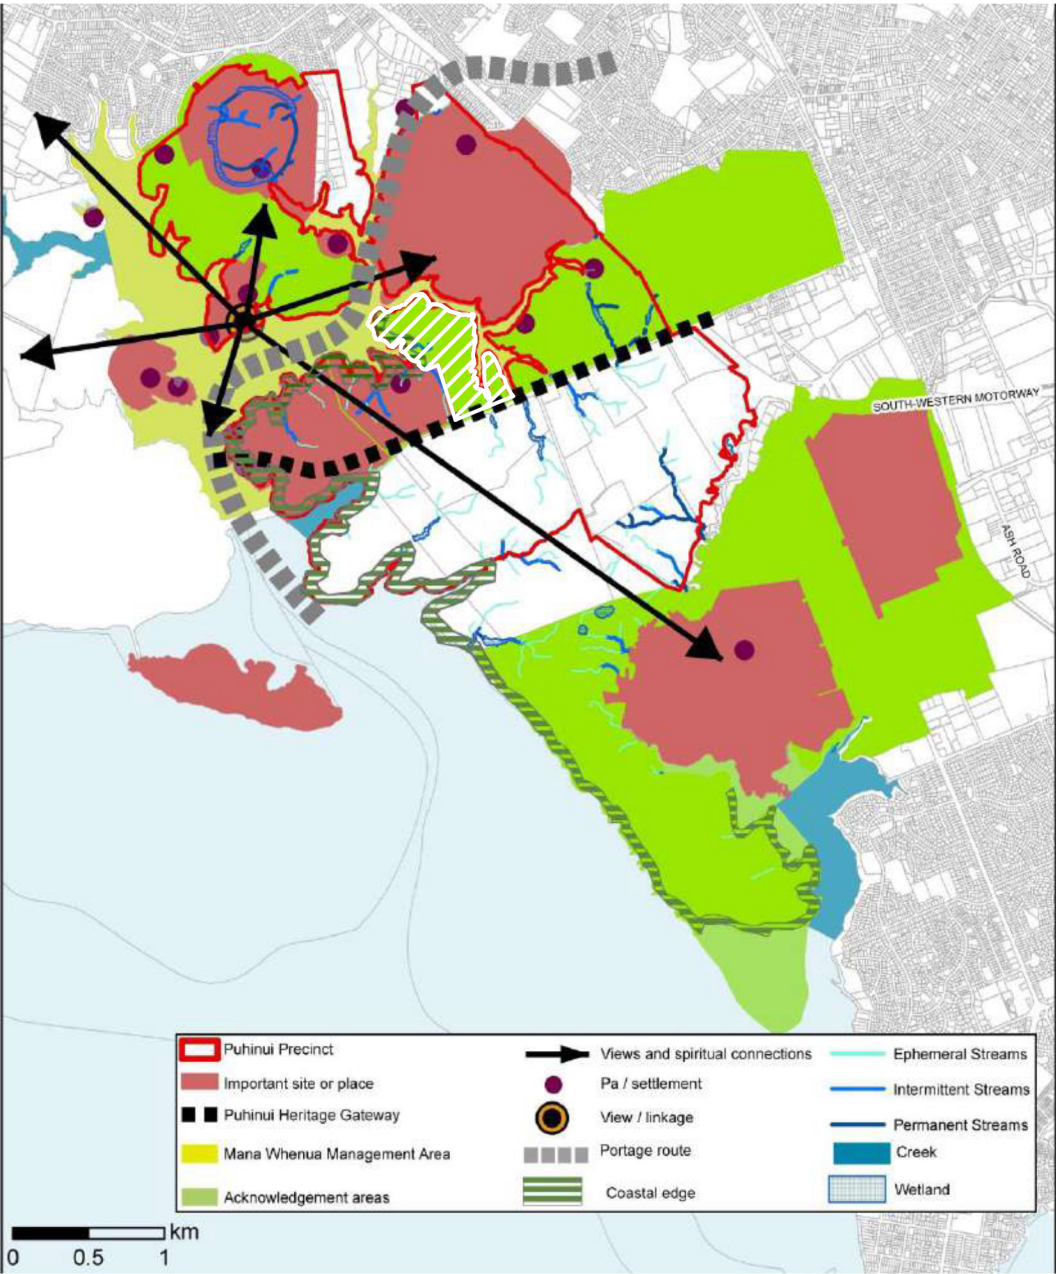 SOUTH-WESTERN MOTORWAY
ASH ROAD
Puhinui Precinct
Important site or place
Puhinui Heritage Gateway
Mana Whenua Management Area
Acknowledgement areas
Views and spiritual connections
Pa / settlement
View / linkage
Portage route
Coastal edge
Ephemeral Streams
Intermittent Streams
Permanent Streams
Creek
Wetland
km
0 0.5 1